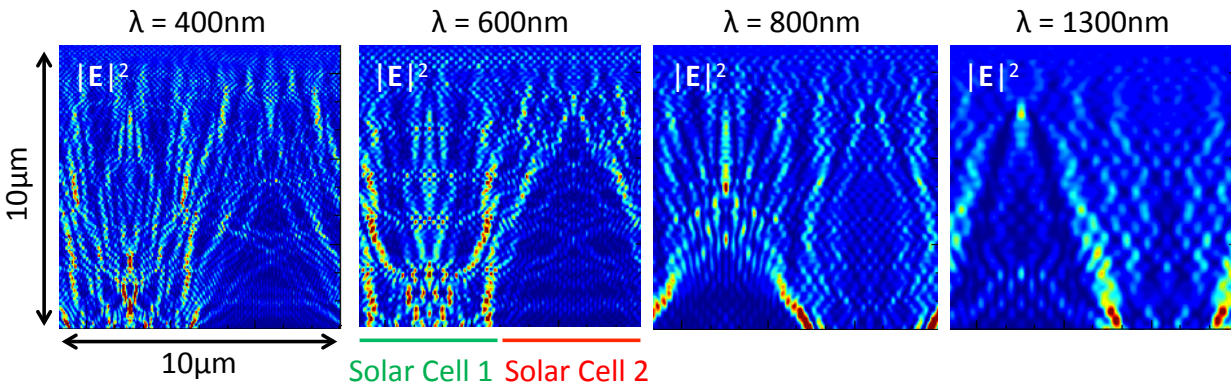 λ = 400nm
λ = 600nm
λ = 800nm
λ = 1300nm
|E|²
|E|²
|E|²
|E|²
10μm
10μm
Solar Cell 1
Solar Cell 2